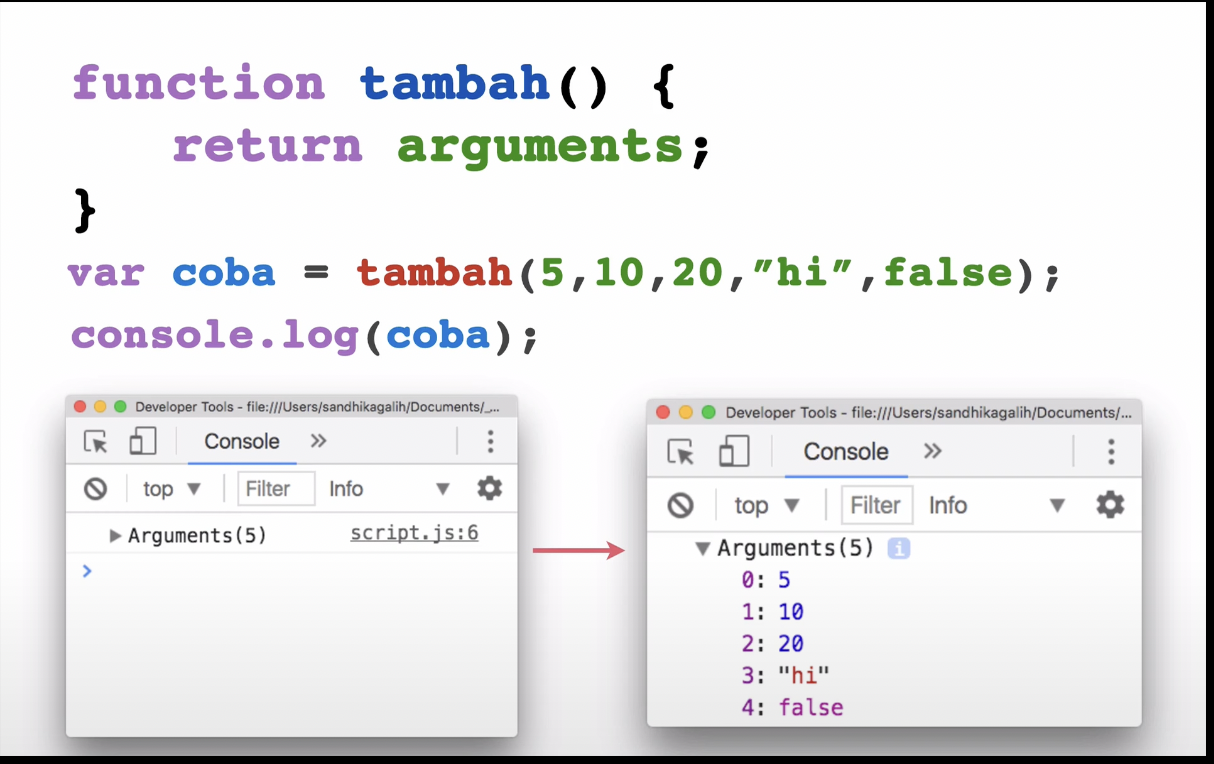 function tambah() {
return arguments;
}
var coba = tambah(5,10,20,”hi”,false);
console.log(coba);
Developer Tools - file:///Users/sandhikagalih/Documents/_...
Console »
top ▼ Filter Info ▼
▶Arguments(5) script.js:6
>
Developer Tools - file:///Users/sandhikagalih/Documents/...
Console »
top ▼ Filter Info ▼
▼Arguments(5) i
0: 5
1: 10
2: 20
3: "hi"
4: false